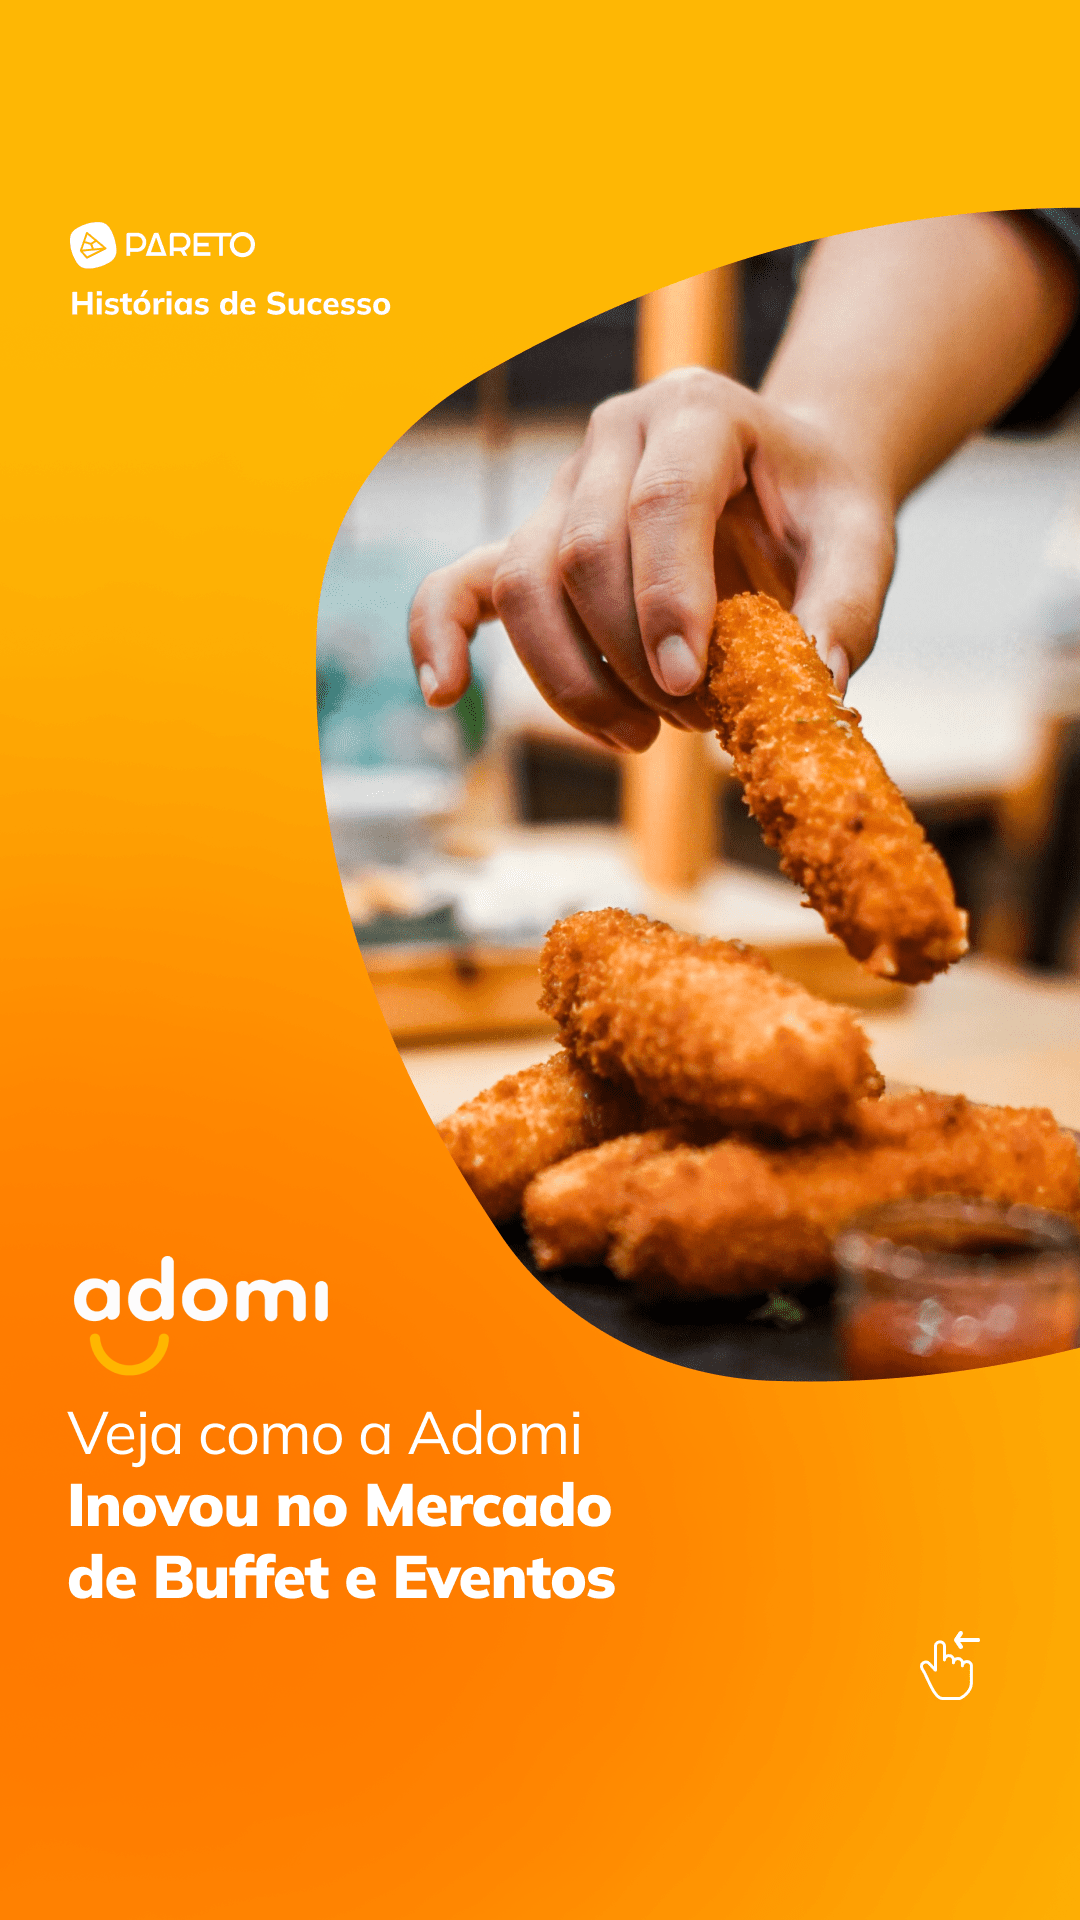 PARETO
Histórias de Sucesso
adomi
Veja como a Adomi
Inovou no Mercado
de Buffet e Eventos